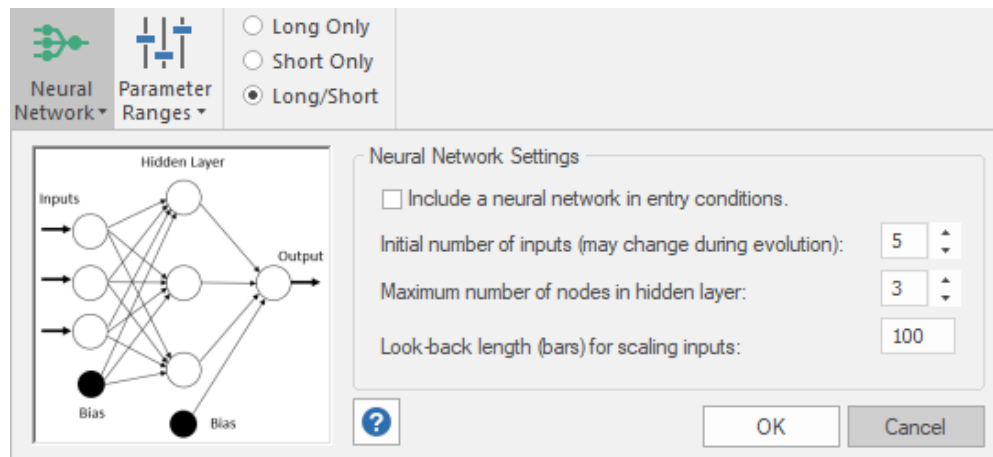 Neural
Network
Parameter
Ranges
Long Only
Short Only
Long/Short
Hidden Layer
Inputs
Output
Bias
Bias
Neural Network Settings
Include a neural network in entry conditions.
Initial number of inputs (may change during evolution): 5
Maximum number of nodes in hidden layer: 3
Look-back length (bars) for scaling inputs: 100
?
OK
Cancel